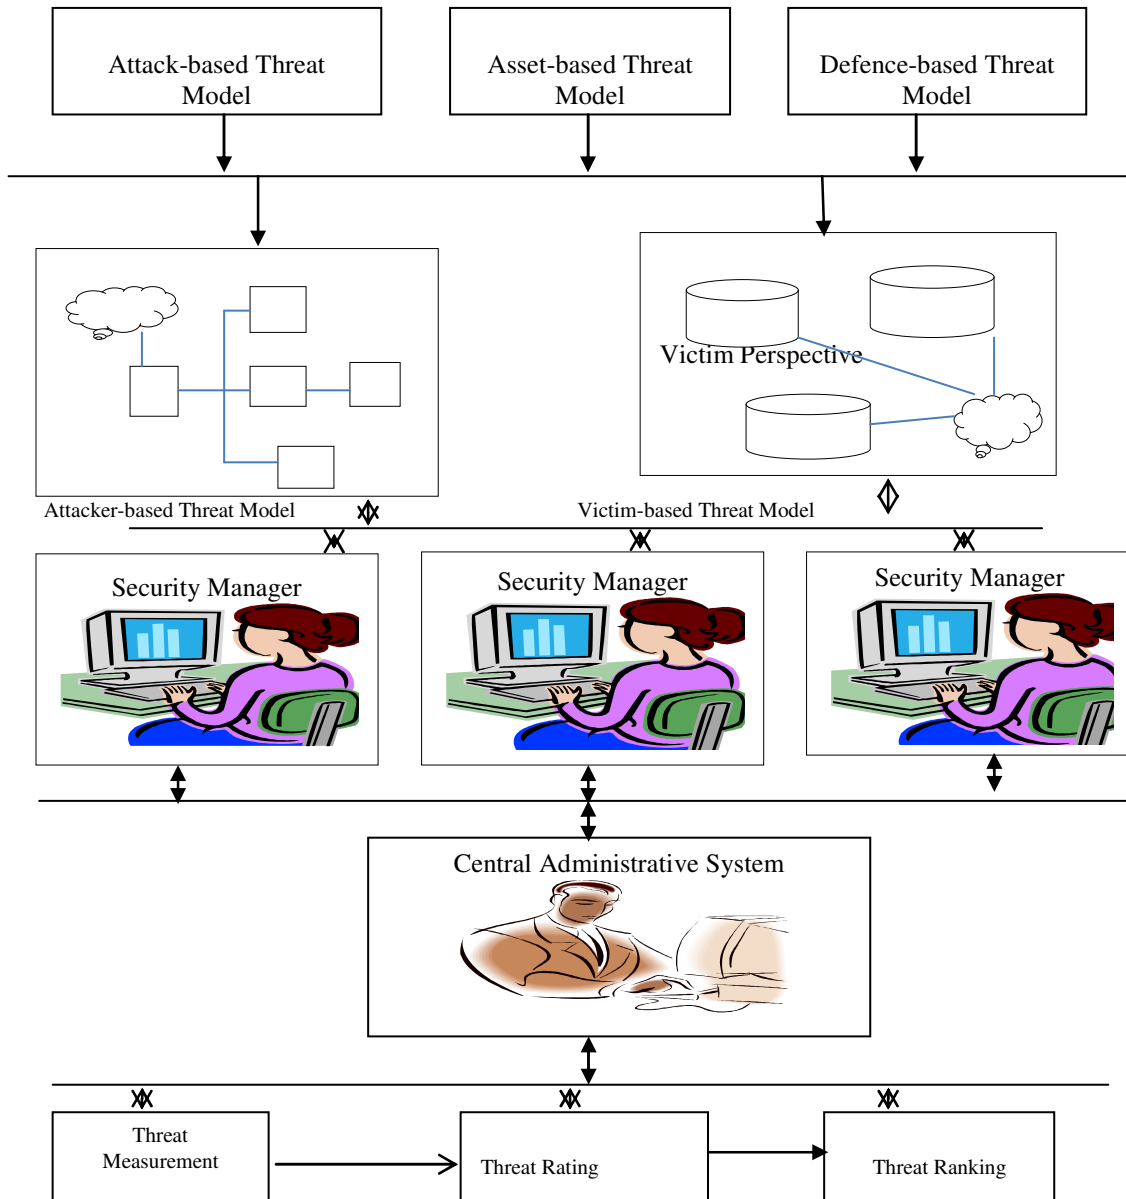 Attack-based Threat
Model
Asset-based Threat
Model
Defence-based Threat
Model
Victim Perspective
Attacker-based Threat Model
Victim-based Threat Model
Security Manager
Security Manager
Security Manager
Central Administrative System
Threat
Measurement
Threat Rating
Threat Ranking